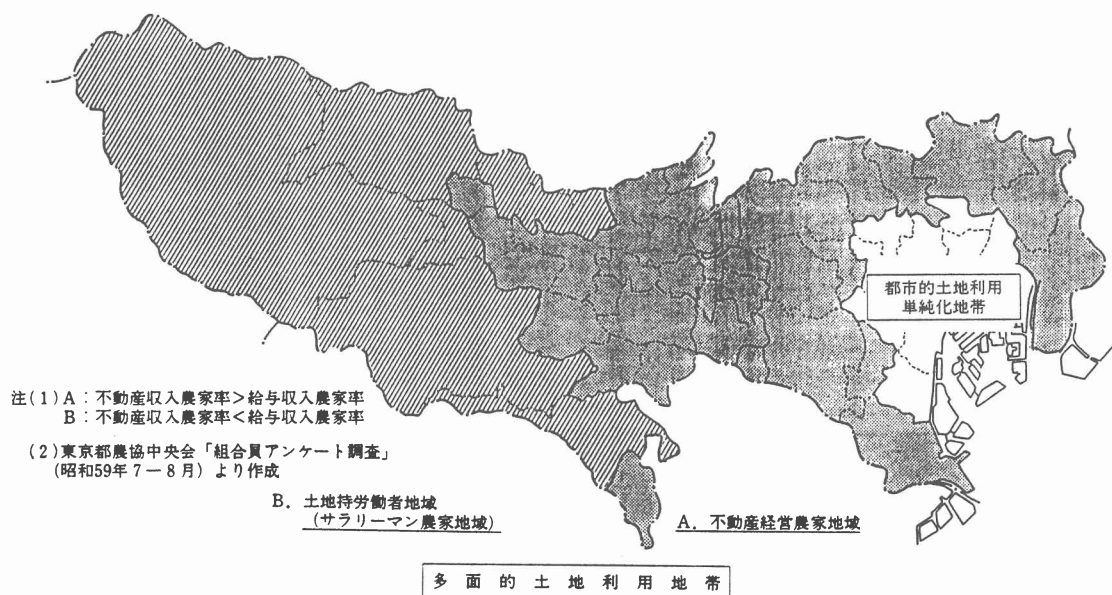 都市的土地利用
単純化地帯
注(1)A:不動産収入農家率>給与収入農家率
B:不動産収入農家率<給与収入農家率
(2)東京都農協中央会「組合員アンケート調査」
(昭和59年7-8月)より作成
B. 土地持労働者地域
(サラリーマン農家地域)
A. 不動産経営農家地域
多面的土地利用地帯